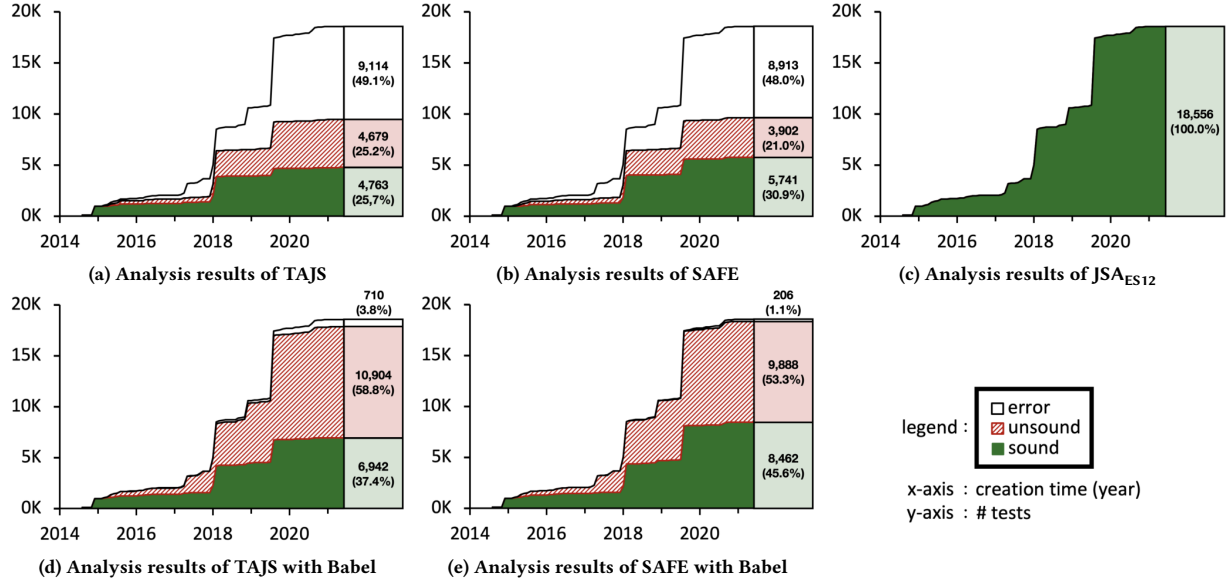 20K
15K
10K
5K
0K
2014 2016 2018 2020
9,114
(49.1%)
4,679
(25.2%)
4,763
(25,7%)
(a) Analysis results of TAJS
20K
15K
10K
5K
0K
2014 2016 2018 2020
8,913
(48.0%)
3,902
(21.0%)
5,741
(30.9%)
(b) Analysis results of SAFE
20K
15K
10K
5K
0K
2014 2016 2018 2020
18,556
(100.0%)
(c) Analysis results of JSA_ES12
20K
15K
10K
5K
0K
2014 2016 2018 2020
710
(3.8%)
10,904
(58.8%)
6,942
(37.4%)
(d) Analysis results of TAJS with Babel
20K
15K
10K
5K
0K
2014 2016 2018 2020
206
(1.1%)
9,888
(53.3%)
8,462
(45.6%)
(e) Analysis results of SAFE with Babel
legend :
error
unsound
sound
x-axis : creation time (year)
y-axis : # tests